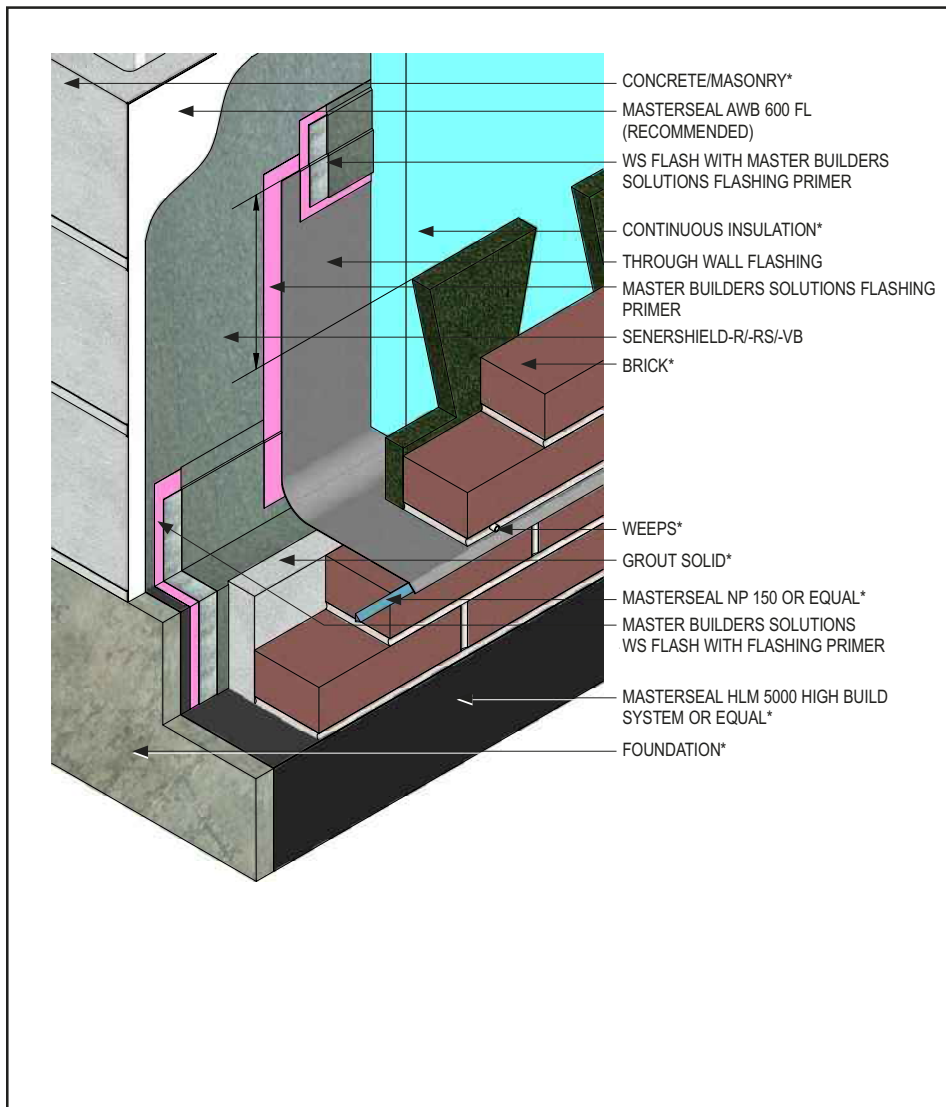 CONCRETE/MASONRY*
MASTERSEAL AWB 600 FL
(RECOMMENDED)
WS FLASH WITH MASTER BUILDERS
SOLUTIONS FLASHING PRIMER
CONTINUOUS INSULATION*
THROUGH WALL FLASHING
MASTER BUILDERS SOLUTIONS FLASHING
PRIMER
SENERSHIELD-R/-RS/-VB
BRICK*
WEEPS*
GROUT SOLID*
MASTERSEAL NP 150 OR EQUAL*
MASTER BUILDERS SOLUTIONS
WS FLASH WITH FLASHING PRIMER
MASTERSEAL HLM 5000 HIGH BUILD
SYSTEM OR EQUAL*
FOUNDATION*